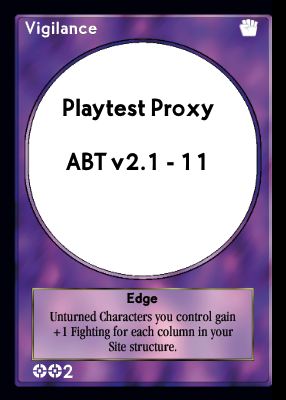 Vigilance
Playtest Proxy
ABT v2.1 - 11
Edge
Unturned Characters you control gain
+1 Fighting for each column in your
Site structure.
2